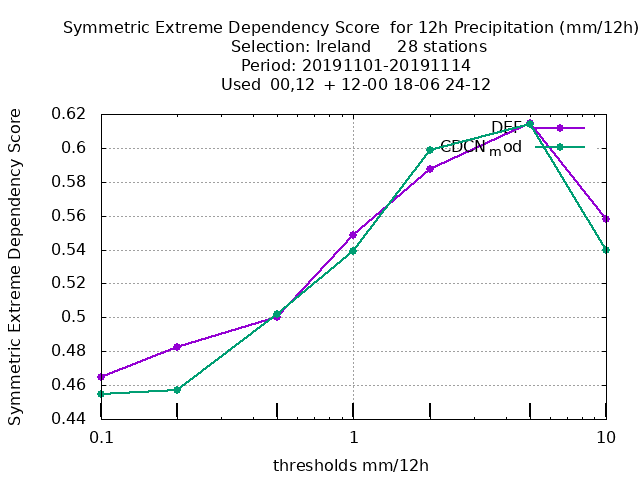 Symmetric Extreme Dependency Score for 12h Precipitation (mm/12h)
Selection: Ireland 28 stations
Period: 20191101-20191114
Used 00,12 + 12-00 18-06 24-12
Symmetric Extreme Dependency Score
0.62
0.6
0.58
0.56
0.54
0.52
0.5
0.48
0.46
0.44
0.1
1
10
thresholds mm/12h
CDCNmod